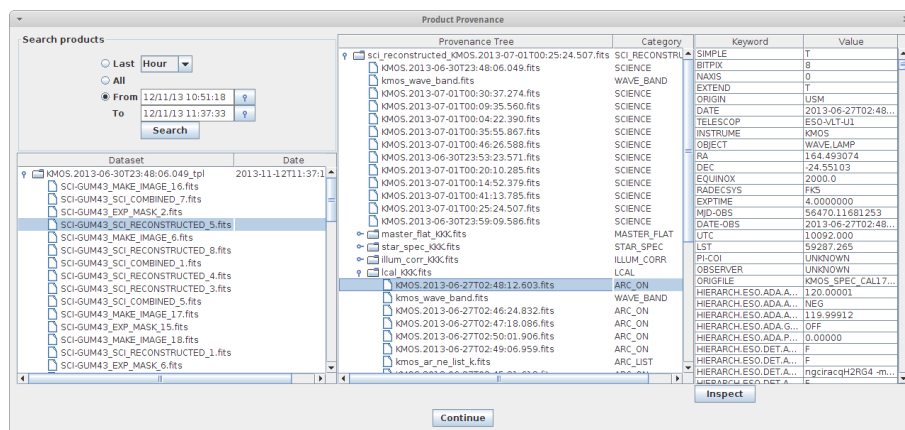 Product Provenance
Search products
Last Hour
All
From 12/11/13 10:51:18
To 12/11/13 11:37:33
Search
Dataset Date
KMOS.2013-06-30T23:48:06.049_tpl 2013-11-12T11:37:1
SCI-GUM43_MAKE_IMAGE_16.fits
SCI-GUM43_SCI_COMBINED_7.fits
SCI-GUM43_EXP_MASK_2.fits
SCI-GUM43_SCI_RECONSTRUCTED_5.fits
SCI-GUM43_MAKE_IMAGE_6.fits
SCI-GUM43_SCI_RECONSTRUCTED_8.fits
SCI-GUM43_SCI_COMBINED_1.fits
SCI-GUM43_SCI_RECONSTRUCTED_4.fits
SCI-GUM43_SCI_RECONSTRUCTED_3.fits
SCI-GUM43_SCI_COMBINED_5.fits
SCI-GUM43_MAKE_IMAGE_17.fits
SCI-GUM43_EXP_MASK_15.fits
SCI-GUM43_MAKE_IMAGE_18.fits
SCI-GUM43_SCI_RECONSTRUCTED_1.fits
SCI-GUM43_EXP_MASK_6.fits
Provenance Tree Category
sci_reconstructed_KMOS.2013-07-01T00:25:24.507.fits SCI_RECONSTRU
KMOS.2013-06-30T23:48:06.049.fits SCIENCE
kmos_wave_band.fits WAVE_BAND
KMOS.2013-07-01T00:30:37.274.fits SCIENCE
KMOS.2013-07-01T00:09:35.560.fits SCIENCE
KMOS.2013-07-01T00:04:22.390.fits SCIENCE
KMOS.2013-07-01T00:35:55.867.fits SCIENCE
KMOS.2013-07-01T00:46:26.588.fits SCIENCE
KMOS.2013-06-30T23:53:23.571.fits SCIENCE
KMOS.2013-07-01T00:20:10.285.fits SCIENCE
KMOS.2013-07-01T00:14:52.379.fits SCIENCE
KMOS.2013-07-01T00:41:13.785.fits SCIENCE
KMOS.2013-07-01T00:25:24.507.fits SCIENCE
KMOS.2013-06-30T23:59:09.586.fits SCIENCE
master_flat_KKK.fits MASTER_FLAT
star_spec_KKK.fits STAR_SPEC
illum_corr_KKK.fits ILLUM_CORR
lcal_KKK.fits LCAL
KMOS.2013-06-27T02:48:12.603.fits ARC_ON
kmos_wave_band.fits WAVE_BAND
KMOS.2013-06-27T02:46:24.832.fits ARC_ON
KMOS.2013-06-27T02:47:18.086.fits ARC_ON
KMOS.2013-06-27T02:50:01.906.fits ARC_ON
KMOS.2013-06-27T02:49:06.959.fits ARC_ON
kmos_ar_ne_list_k.fits ARC_LIST
Keyword Value
SIMPLE T
BITPIX 8
NAXIS 0
EXTEND T
ORIGIN USM
DATE 2013-06-27T02:48...
TELESCOP ESO-VLT-U1
INSTRUME KMOS
OBJECT WAVE,LAMP
RA 164.493074
DEC -24.55103
EQUINOX 2000.0
RADECSYS FK5
EXPTIME 4.0000000
MJD-OBS 56470.11681253
DATE-OBS 2013-06-27T02:48...
UTC 10092.000
LST 59287.265
PI-COI UNKNOWN
OBSERVER UNKNOWN
ORIGFILE KMOS_SPEC_CAL17...
HIERARCH.ESO.ADA.A... 120.00001
HIERARCH.ESO.ADA.A... NEG
HIERARCH.ESO.ADA.A... 119.99912
HIERARCH.ESO.ADA.G... OFF
HIERARCH.ESO.ADA.P... 0.00000
HIERARCH.ESO.DET.A... F
HIERARCH.ESO.DET.A... F
HIERARCH.ESO.DET.A... ngciracqH2RG4 -m...
Inspect
Continue